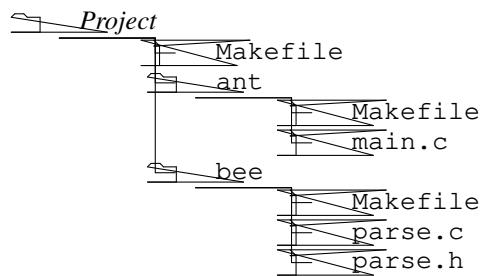 Project
Makefile
ant
Makefile
main.c
bee
Makefile
parse.c
parse.h